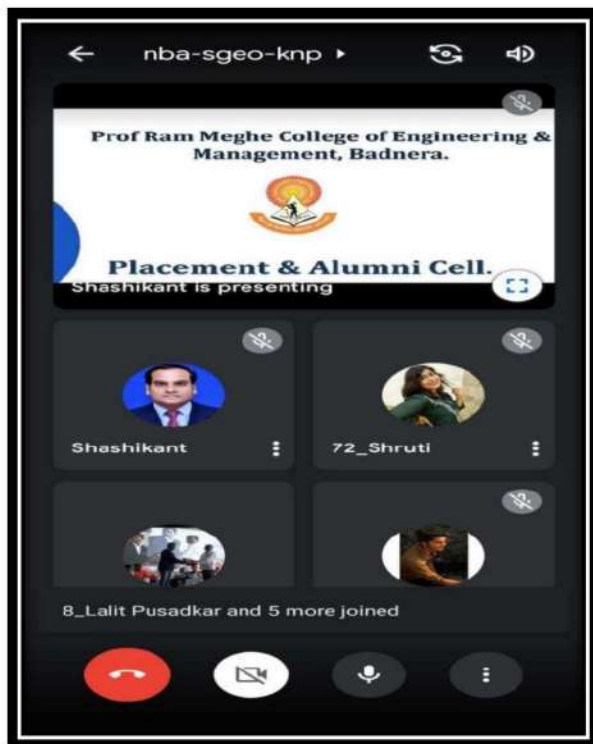 nba-sgeo-knp
Prof Ram Meghe College of Engineering &
Management, Badnera.
Placement & Alumni Cell.
Shashikant is presenting
Shashikant
72_Shruti
8_Lalit Pusadkar and 5 more joined